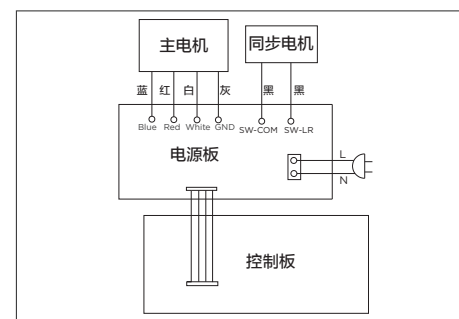 主电机
同步电机
蓝 红 白 灰 黑 黑
Blue Red White GND SW-COM SW-LR
电源板
L
N
控制板